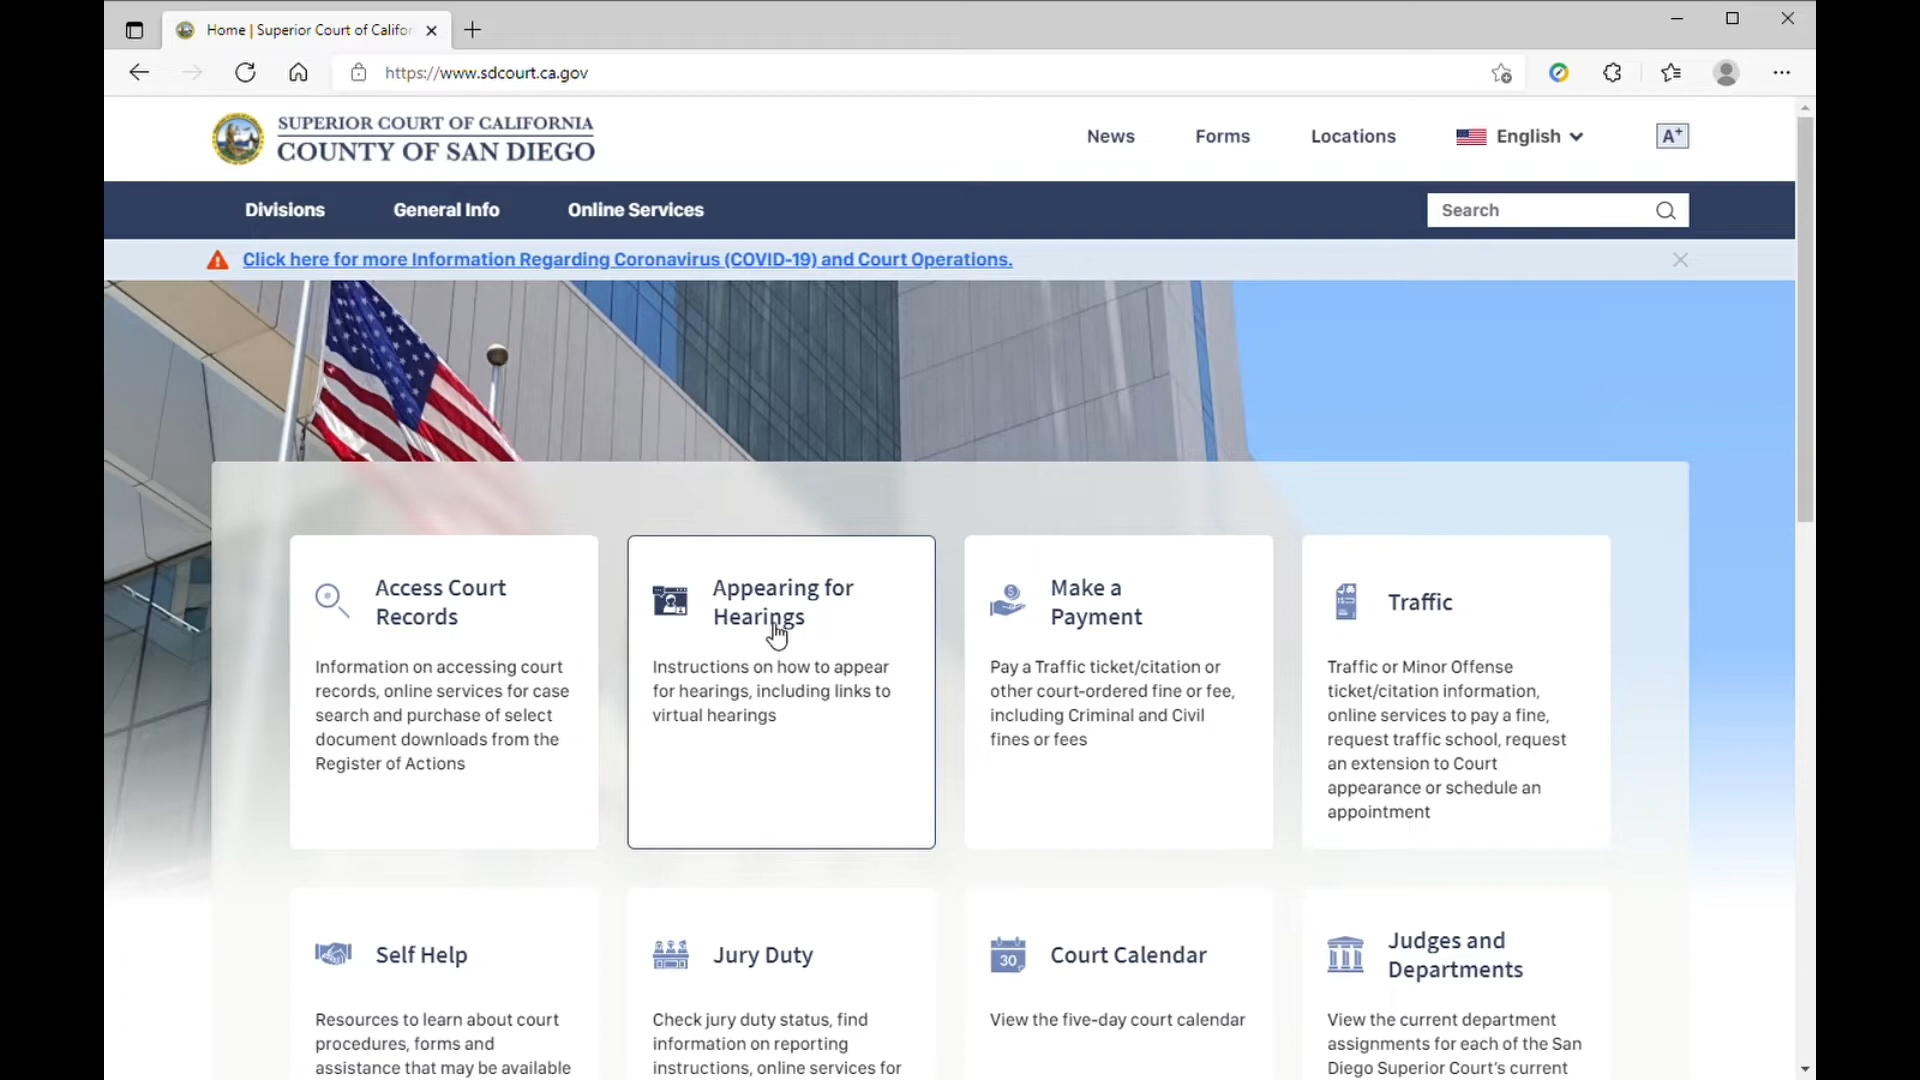 Home | Superior Court of Califor
https://www.sdcourt.ca.gov
SUPERIOR COURT OF CALIFORNIA
COUNTY OF SAN DIEGO
News
Forms
Locations
English
A+
Divisions
General Info
Online Services
Search
Click here for more Information Regarding Coronavirus (COVID-19) and Court Operations.
Access Court
Records
Information on accessing court
records, online services for case
search and purchase of select
document downloads from the
Register of Actions
Appearing for
Hearings
Instructions on how to appear
for hearings, including links to
virtual hearings
Make a
Payment
Pay a Traffic ticket/citation or
other court-ordered fine or fee,
including Criminal and Civil
fines or fees
Traffic
Traffic or Minor Offense
ticket/citation information,
online services to pay a fine,
request traffic school, request
an extension to Court
appearance or schedule an
appointment
Self Help
Resources to learn about court
procedures, forms and
assistance that may be available
Jury Duty
Check jury duty status, find
information on reporting
instructions, online services for
30
Court Calendar
View the five-day court calendar
Judges and
Departments
View the current department
assignments for each of the San
Diego Superior Court's current